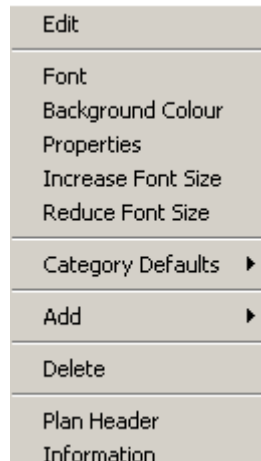 Edit
Font
Background Colour
Properties
Increase Font Size
Reduce Font Size
Category Defaults
Add
Delete
Plan Header
Information